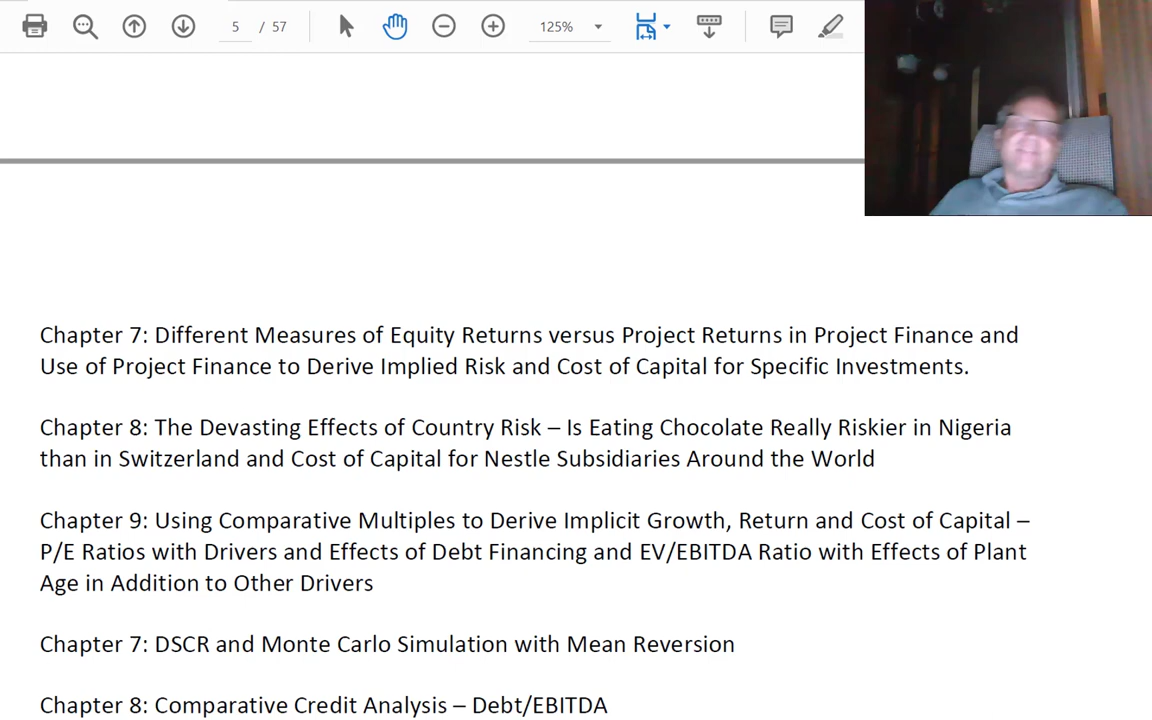 5 / 57
125%
Chapter 7: Different Measures of Equity Returns versus Project Returns in Project Finance and
Use of Project Finance to Derive Implied Risk and Cost of Capital for Specific Investments.
Chapter 8: The Devasting Effects of Country Risk – Is Eating Chocolate Really Riskier in Nigeria
than in Switzerland and Cost of Capital for Nestle Subsidiaries Around the World
Chapter 9: Using Comparative Multiples to Derive Implicit Growth, Return and Cost of Capital –
P/E Ratios with Drivers and Effects of Debt Financing and EV/EBITDA Ratio with Effects of Plant
Age in Addition to Other Drivers
Chapter 7: DSCR and Monte Carlo Simulation with Mean Reversion
Chapter 8: Comparative Credit Analysis – Debt/EBITDA